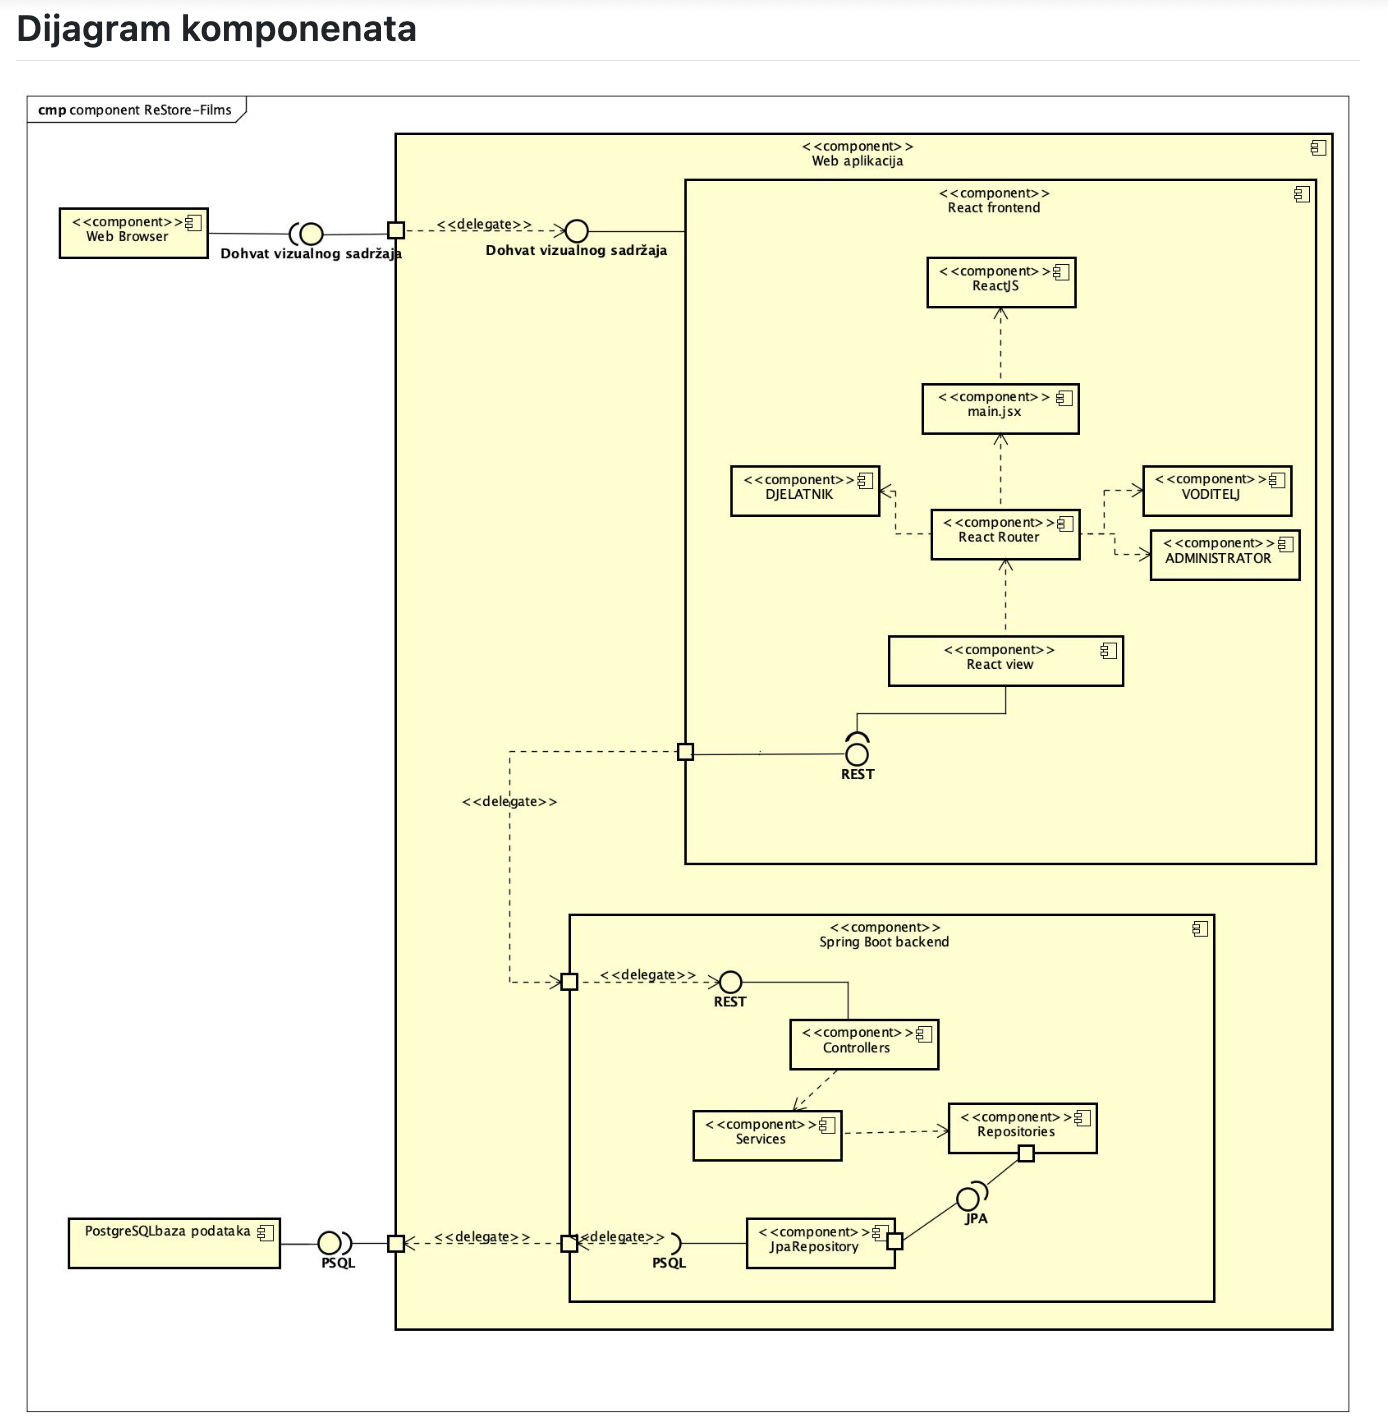 Dijagram komponenata
cmp component ReStore-Films
<<component>>
Web aplikacija
<<component>>
React frontend
<<component>>
Web Browser
Dohvat vizualnog sadržaja
<<delegate>>
Dohvat vizualnog sadržaja
<<component>>
ReactJS
<<component>>
main.jsx
<<component>>
DJELATNIK
<<component>>
VODITELJ
<<component>>
React Router
<<component>>
ADMINISTRATOR
<<component>>
React view
REST
<<delegate>>
<<component>>
Spring Boot backend
<<delegate>>
REST
<<component>>
Controllers
<<component>>
Services
<<component>>
Repositories
JPA
PostgreSQLbaza podataka
PSQL
<<delegate>>
<<delegate>>
PSQL
<<component>>
JpaRepository